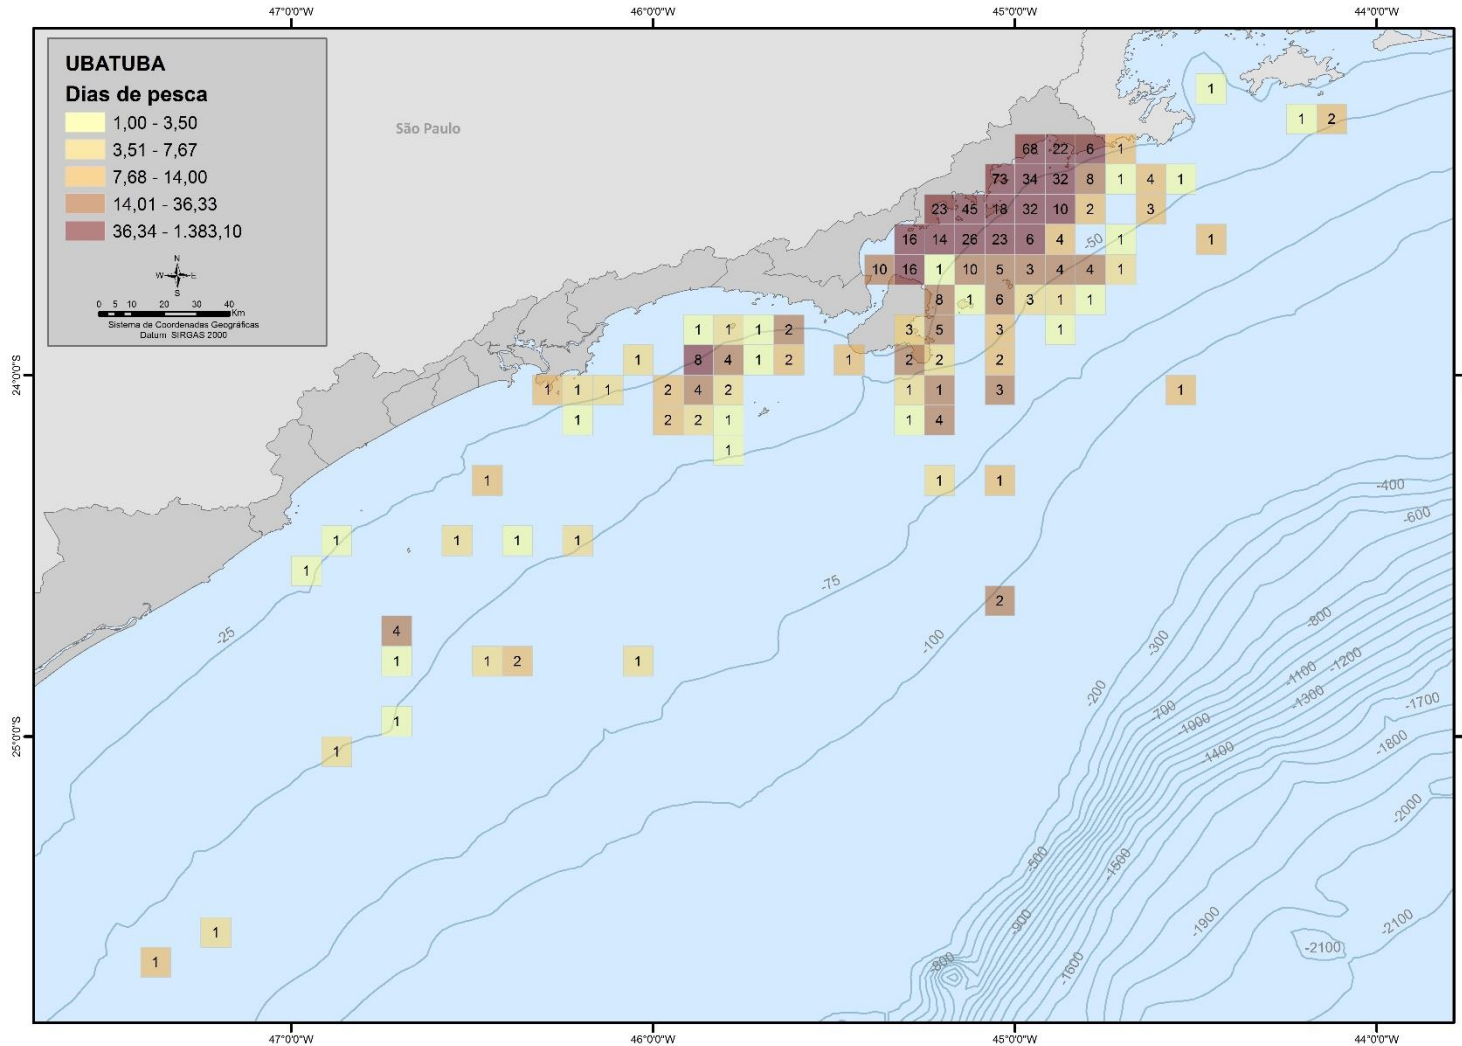 47°0'0"W 46°0'0"W 45°0'0"W 44°0'0"W
UBATUBA
Dias de pesca
1,00 - 3,50
3,51 - 7,67
7,68 - 14,00
14,01 - 36,33
36,34 - 1.383,10
N
W E
S
0 5 10 20 30 40
Km
Sistema de Coordenadas Geográficas
Datum SIRGAS 2000
São Paulo
1
1 2
68 22 6 1
73 34 32 8 1 4 1
23 45 18 32 10 2 3
16 14 26 23 6 4 -50 1 1
10 16 1 10 5 3 4 4 1
8 1 6 3 1 1
1 1 1 2 3 5 3 1
1 8 4 1 2 1 2 2 2
24°0'0"S
1 1 1 2 4 2 1 1 3 1
1 2 2 1 1 4
1
1 1 1
-400
-600
1 1 1 1
1
-75
2
-800
4
-25
-100
-300
1 1 2 1
-1200
-1100
-1300
-200
-1700
1
-700
-1000
25°0'0"S
1
-1800
-1400
-2000
-500
-1500
1
-900
-1900
-2100
-2100
1
-800
-1600
47°0'0"W 46°0'0"W 45°0'0"W 44°0'0"W